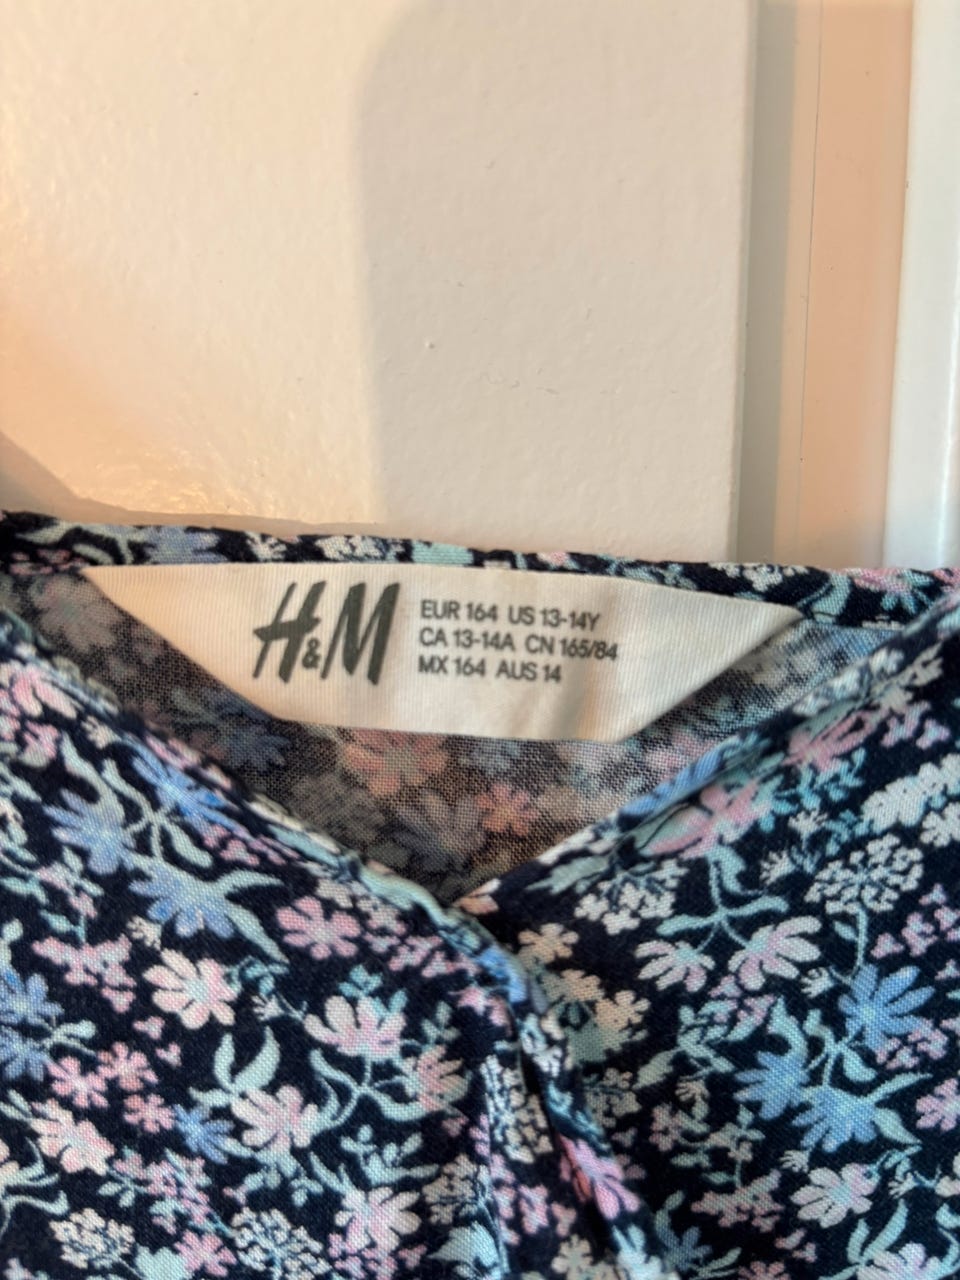 H&M
EUR 164 US 13-14Y
CA 13-14A CN 165/84
MX 164 AUS 14